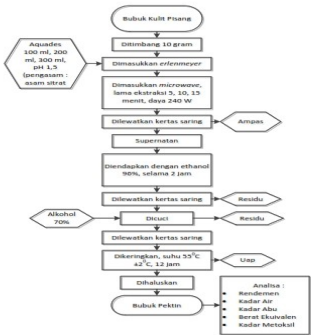 Bubuk Kulit Pisang
Ditimbang 10 gram
Aquades
100 ml, 200
ml, 300 ml,
pH 1,5
(pengasam :
asam sitrat
Dimasukkan erlenmeyer
Dimasukkan microwave,
lama ekstraksi 5, 10, 15
menit, daya 240 W
Dilewatkan kertas saring
Ampas
Supernatan
Diendapkan dengan ethanol
96%, selama 2 jam
Dilewatkan kertas saring
Residu
Alkohol
70%
Dicuci
Residu
Dilewatkan kertas saring
Dikeringkan, suhu 55°C
±2°C, 12 jam
Uap
Dihaluskan
Bubuk Pektin
Analisa :
• Rendemen
• Kadar Air
• Kadar Abu
• Berat Ekuivalen
• Kadar Metoksil